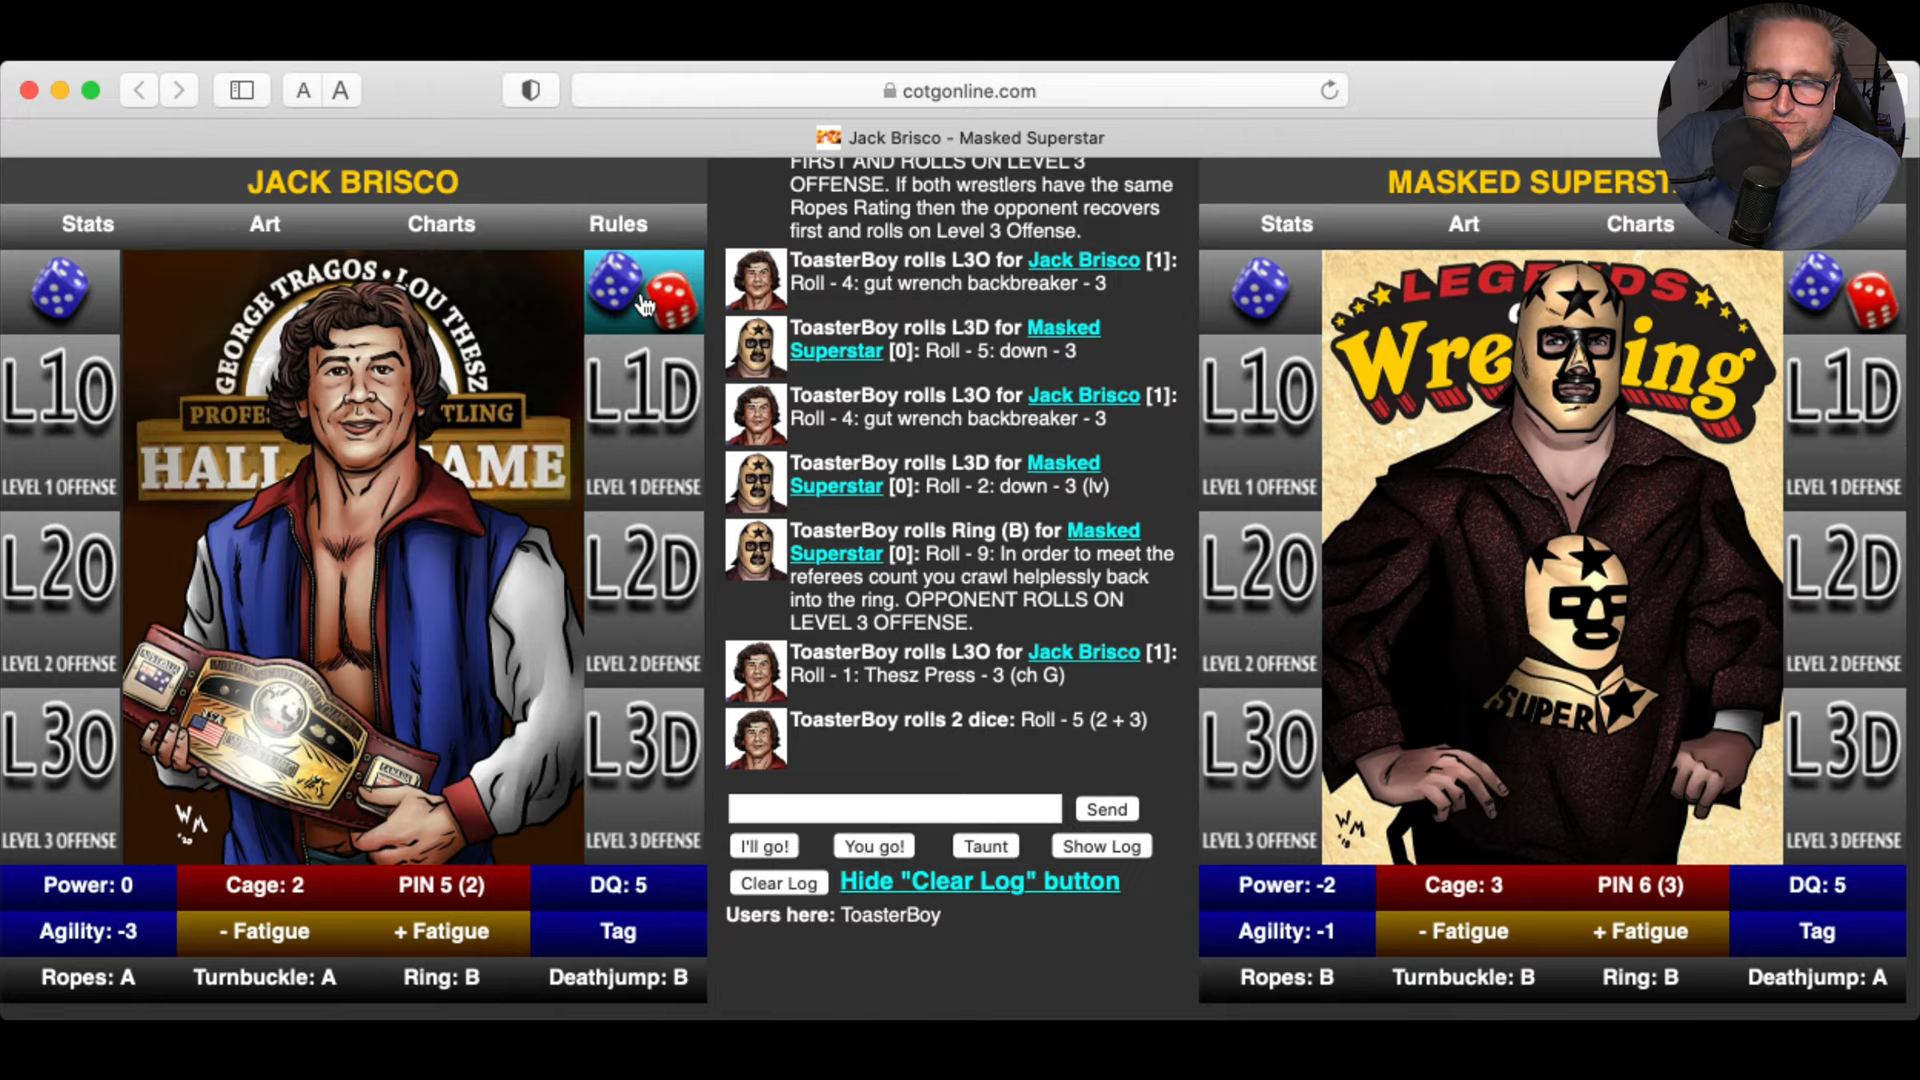 cotgonline.com
Jack Brisco - Masked Superstar
JACK BRISCO
Stats Art Charts Rules
GEORGE TRAGOS • LOU THESZ
HALL
L1O
LEVEL 1 OFFENSE
L1D
LEVEL 1 DEFENSE
L2O
LEVEL 2 OFFENSE
L2D
LEVEL 2 DEFENSE
L3O
LEVEL 3 OFFENSE
L3D
LEVEL 3 DEFENSE
WM
Power: 0 Cage: 2 PIN 5 (2) DQ: 5
Agility: -3 - Fatigue + Fatigue Tag
Ropes: A Turnbuckle: A Ring: B Deathjump: B
FIRST AND ROLLS ON LEVEL 3
OFFENSE. If both wrestlers have the same
Ropes Rating then the opponent recovers
first and rolls on Level 3 Offense.
ToasterBoy rolls L3O for Jack Brisco [1]:
Roll - 4: gut wrench backbreaker - 3
ToasterBoy rolls L3D for Masked
Superstar [0]: Roll - 5: down - 3
ToasterBoy rolls L3O for Jack Brisco [1]:
Roll - 4: gut wrench backbreaker - 3
ToasterBoy rolls L3D for Masked
Superstar [0]: Roll - 2: down - 3 (lv)
ToasterBoy rolls Ring (B) for Masked
Superstar [0]: Roll - 9: In order to meet the
referees count you crawl helplessly back
into the ring. OPPONENT ROLLS ON
LEVEL 3 OFFENSE.
ToasterBoy rolls L3O for Jack Brisco [1]:
Roll - 1: Thesz Press - 3 (ch G)
ToasterBoy rolls 2 dice: Roll - 5 (2 + 3)
Send
I'll go! You go! Taunt Show Log
Clear Log Hide "Clear Log" button
Users here: ToasterBoy
MASKED SUPERST
Stats Art Charts
LEGENDS
Wrestling
L1O
LEVEL 1 OFFENSE
L1D
LEVEL 1 DEFENSE
L2O
LEVEL 2 OFFENSE
L2D
LEVEL 2 DEFENSE
SUPER
L3O
LEVEL 3 OFFENSE
L3D
LEVEL 3 DEFENSE
WM
Power: -2 Cage: 3 PIN 6 (3) DQ: 5
Agility: -1 - Fatigue + Fatigue Tag
Ropes: B Turnbuckle: B Ring: B Deathjump: A